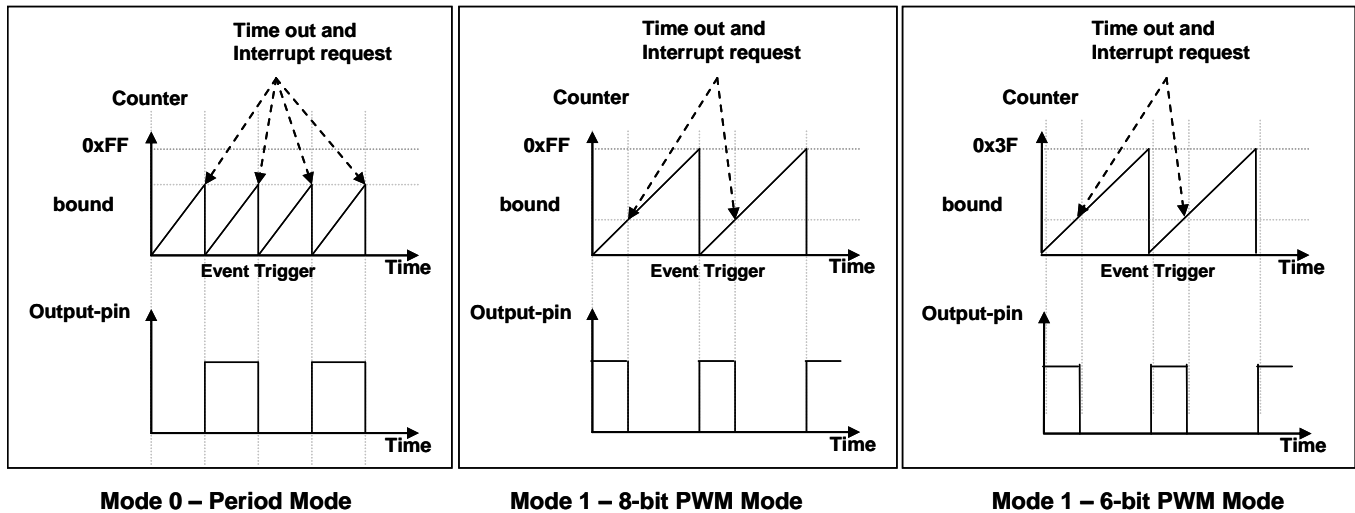 Time out and
Interrupt request
Counter
0xFF
bound
Event Trigger
Time
Output-pin
Time
Mode 0 – Period Mode
Time out and
Interrupt request
Counter
0xFF
bound
Event Trigger
Time
Output-pin
Time
Mode 1 – 8-bit PWM Mode
Time out and
Interrupt request
Counter
0x3F
bound
Event Trigger
Time
Output-pin
Time
Mode 1 – 6-bit PWM Mode